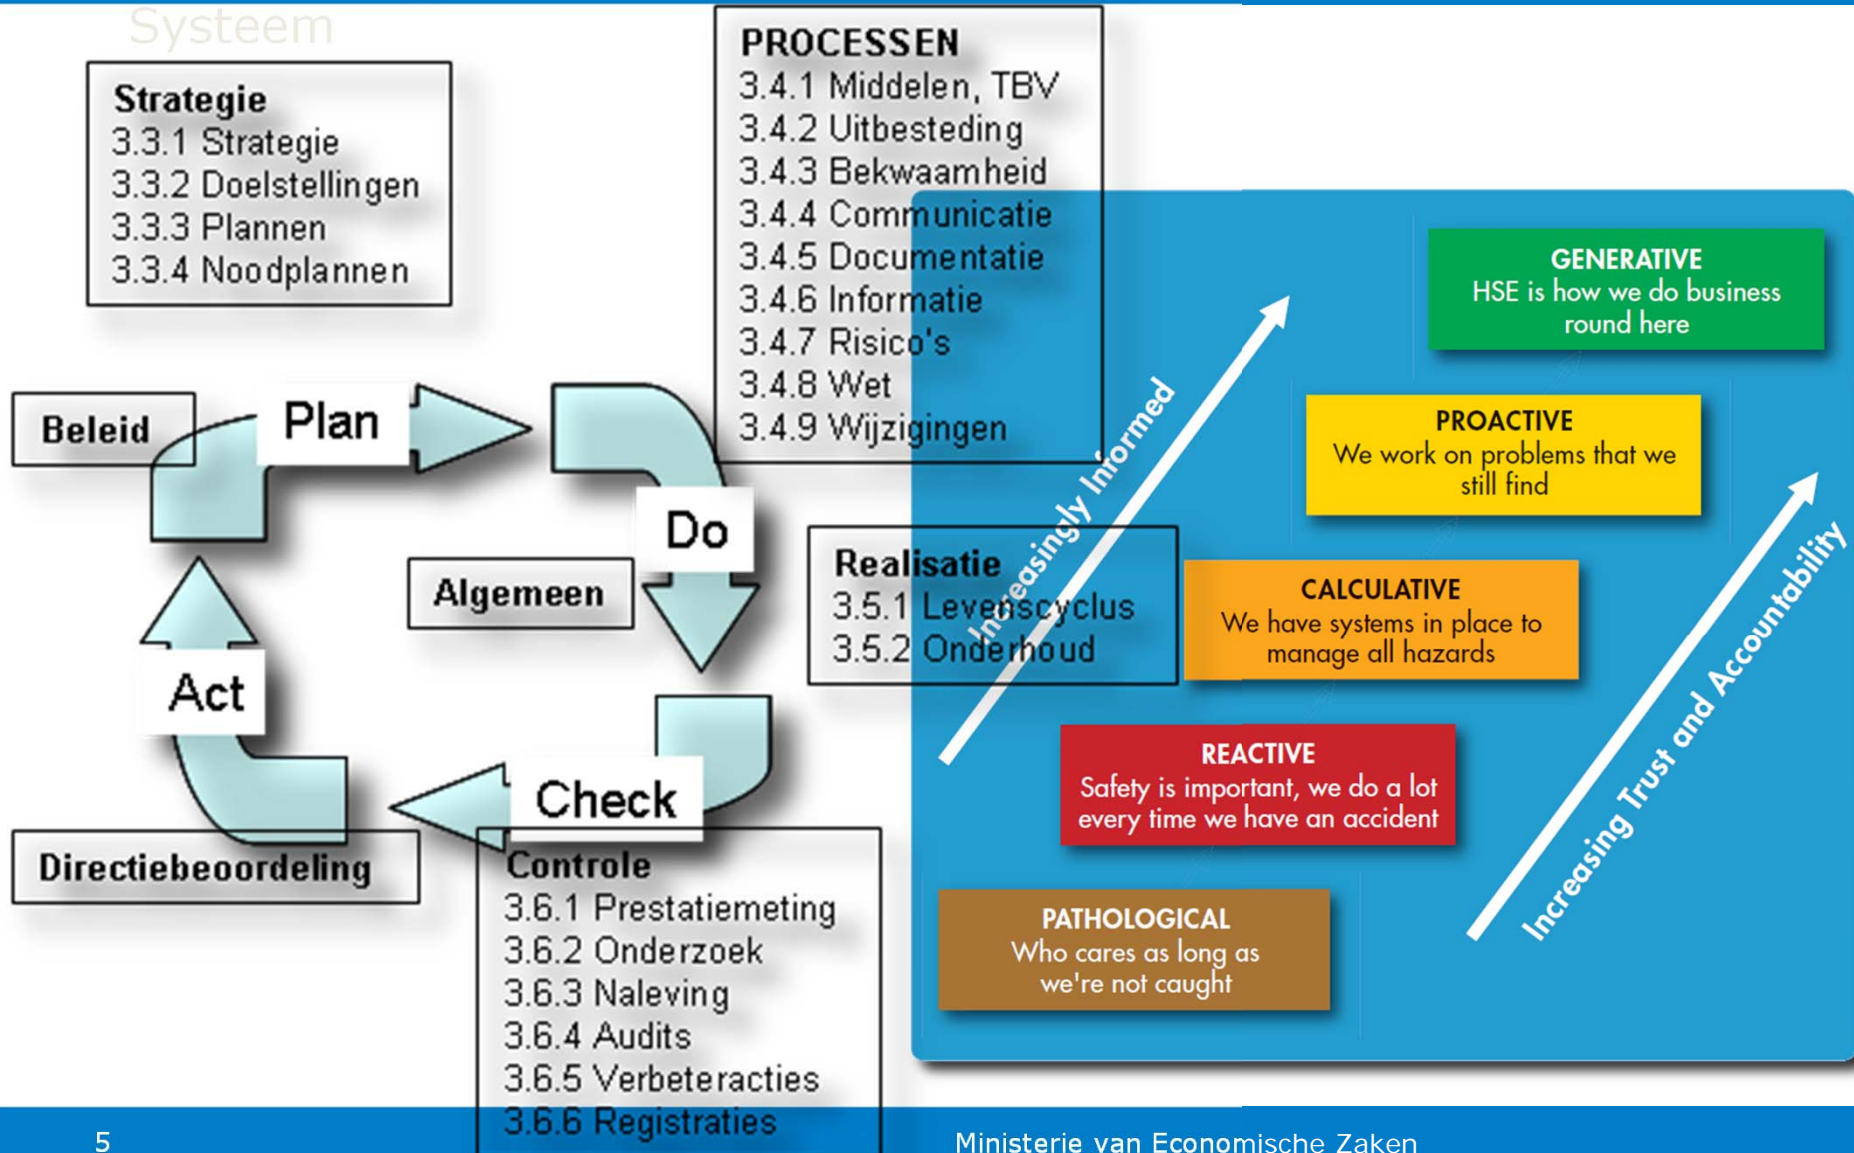 Systeem
Strategie
3.3.1 Strategie
3.3.2 Doelstellingen
3.3.3 Plannen
3.3.4 Noodplannen
PROCESSEN
3.4.1 Middelen, TBV
3.4.2 Uitbesteding
3.4.3 Bekwaamheid
3.4.4 Communicatie
3.4.5 Documentatie
3.4.6 Informatie
3.4.7 Risico's
3.4.8 Wet
3.4.9 Wijzigingen
Beleid
Plan
Do
Algemeen
Realisatie
3.5.1 Levenscyclus
3.5.2 Onderhoud
Act
Check
Directiebeoordeling
Controle
3.6.1 Prestatiemeting
3.6.2 Onderzoek
3.6.3 Naleving
3.6.4 Audits
3.6.5 Verbeteracties
3.6.6 Registraties
Increasingly Informed
GENERATIVE
HSE is how we do business
round here
PROACTIVE
We work on problems that we
still find
CALCULATIVE
We have systems in place to
manage all hazards
REACTIVE
Safety is important, we do a lot
every time we have an accident
PATHOLOGICAL
Who cares as long as
we're not caught
Increasing Trust and Accountability
5
Ministerie van Economische Zaken